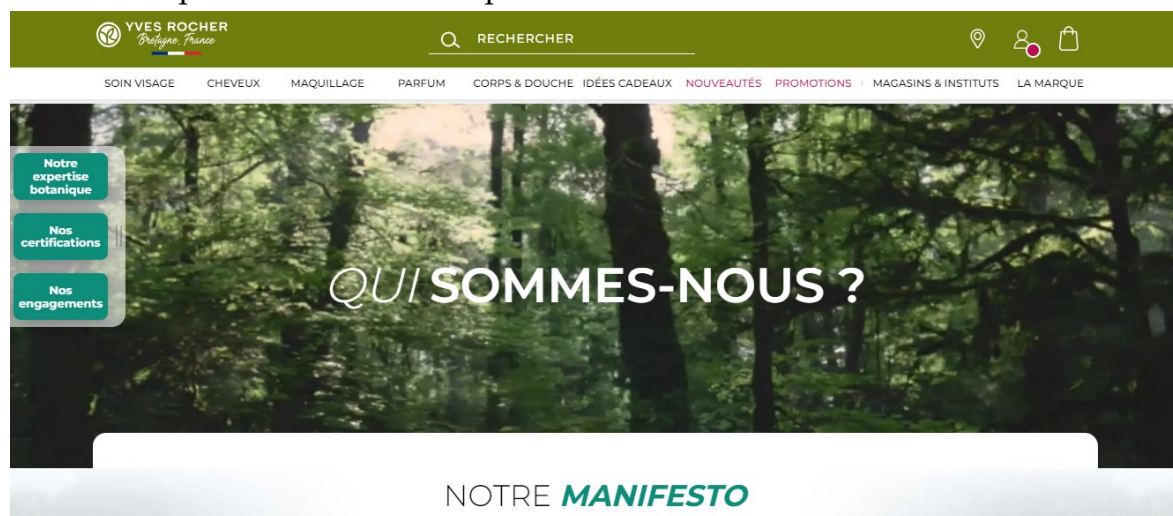 YVES ROCHER
Bretagne, France
RECHERCHER
SOIN VISAGE CHEVEUX MAQUILLAGE PARFUM CORPS & DOUCHE IDÉES CADEAUX NOUVEAUTÉS PROMOTIONS MAGASINS & INSTITUTS LA MARQUE
Notre
expertise
botanique
Nos
certifications
Nos
engagements
QUI SOMMES-NOUS ?
NOTRE MANIFESTO